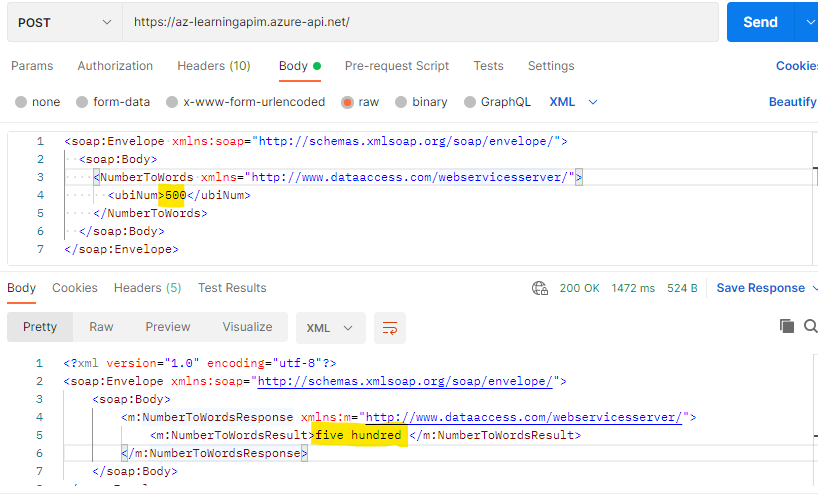 POST https://az-learningapim.azure-api.net/ Send
Params Authorization Headers (10) Body Pre-request Script Tests Settings Cookies
none form-data x-www-form-urlencoded raw binary GraphQL XML Beautify
1 <soap:Envelope xmlns:soap="http://schemas.xmlsoap.org/soap/envelope/">
2 <soap:Body>
3 <NumberToWords xmlns="http://www.dataaccess.com/webservicesserver/">
4 <ubiNum>500</ubiNum>
5 </NumberToWords>
6 </soap:Body>
7 </soap:Envelope>
Body Cookies Headers (5) Test Results 200 OK 1472 ms 524 B Save Response
Pretty Raw Preview Visualize XML
1 <?xml version="1.0" encoding="utf-8"?>
2 <soap:Envelope xmlns:soap="http://schemas.xmlsoap.org/soap/envelope/">
3 <soap:Body>
4 <m:NumberToWordsResponse xmlns:m="http://www.dataaccess.com/webservicesserver/">
5 <m:NumberToWordsResult>five hundred </m:NumberToWordsResult>
6 </m:NumberToWordsResponse>
7 </soap:Body>